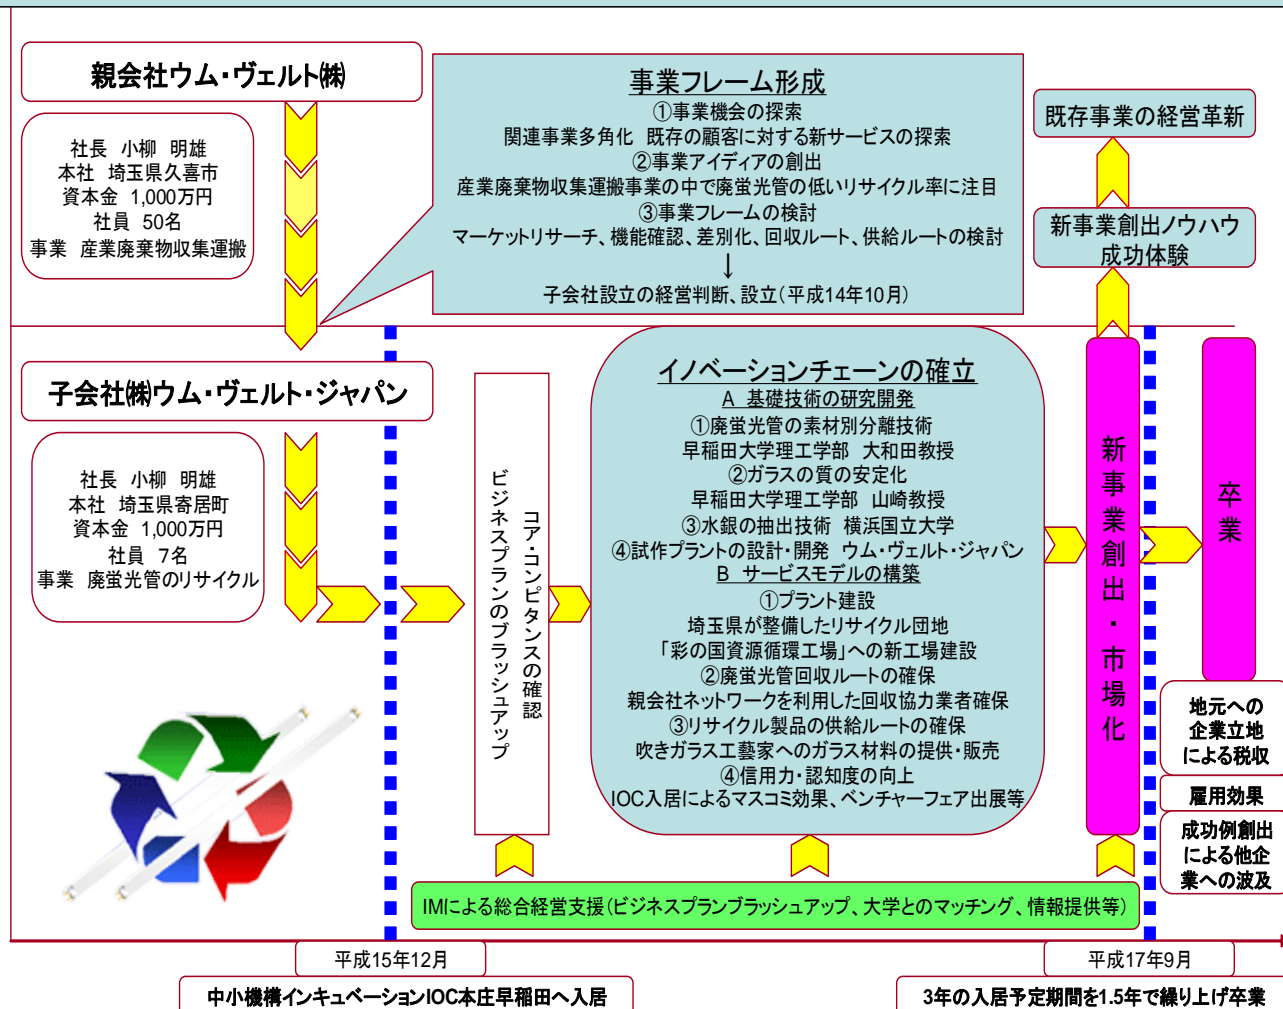 親会社ウム・ヴェルト㈱
社長 小柳 明雄
本社 埼玉県久喜市
資本金 1,000万円
社員 50名
事業 産業廃棄物収集運搬
事業フレーム形成
①事業機会の探索
関連事業多角化 既存の顧客に対する新サービスの探索
②事業アイディアの創出
産業廃棄物収集運搬事業の中で廃蛍光管の低いリサイクル率に注目
③事業フレームの検討
マーケットリサーチ、機能確認、差別化、回収ルート、供給ルートの検討
↓
子会社設立の経営判断、設立(平成14年10月)
既存事業の経営革新
新事業創出ノウハウ
成功体験
子会社㈱ウム・ヴェルト・ジャパン
社長 小柳 明雄
本社 埼玉県寄居町
資本金 1,000万円
社員 7名
事業 廃蛍光管のリサイクル
コア・コンピタンスの確認
ビジネスプランのブラッシュアップ
イノベーションチェーンの確立
A 基礎技術の研究開発
①廃蛍光管の素材別分離技術
早稲田大学理工学部 大和田教授
②ガラスの質の安定化
早稲田大学理工学部 山崎教授
③水銀の抽出技術 横浜国立大学
④試作プラントの設計・開発 ウム・ヴェルト・ジャパン
B サービスモデルの構築
①プラント建設
埼玉県が整備したリサイクル団地
「彩の国資源循環工場」への新工場建設
②廃蛍光管回収ルートの確保
親会社ネットワークを利用した回収協力業者確保
③リサイクル製品の供給ルートの確保
吹きガラス工藝家へのガラス材料の提供・販売
④信用力・認知度の向上
IOC入居によるマスコミ効果、ベンチャーフェア出展等
新事業創出・市場化
卒業
地元への
企業立地
による税収
雇用効果
成功例創出
による他企
業への波及
IMによる総合経営支援(ビジネスプランブラッシュアップ、大学とのマッチング、情報提供等)
平成15年12月
中小機構インキュベーションIOC本庄早稲田へ入居
平成17年9月
3年の入居予定期間を1.5年で繰り上げ卒業